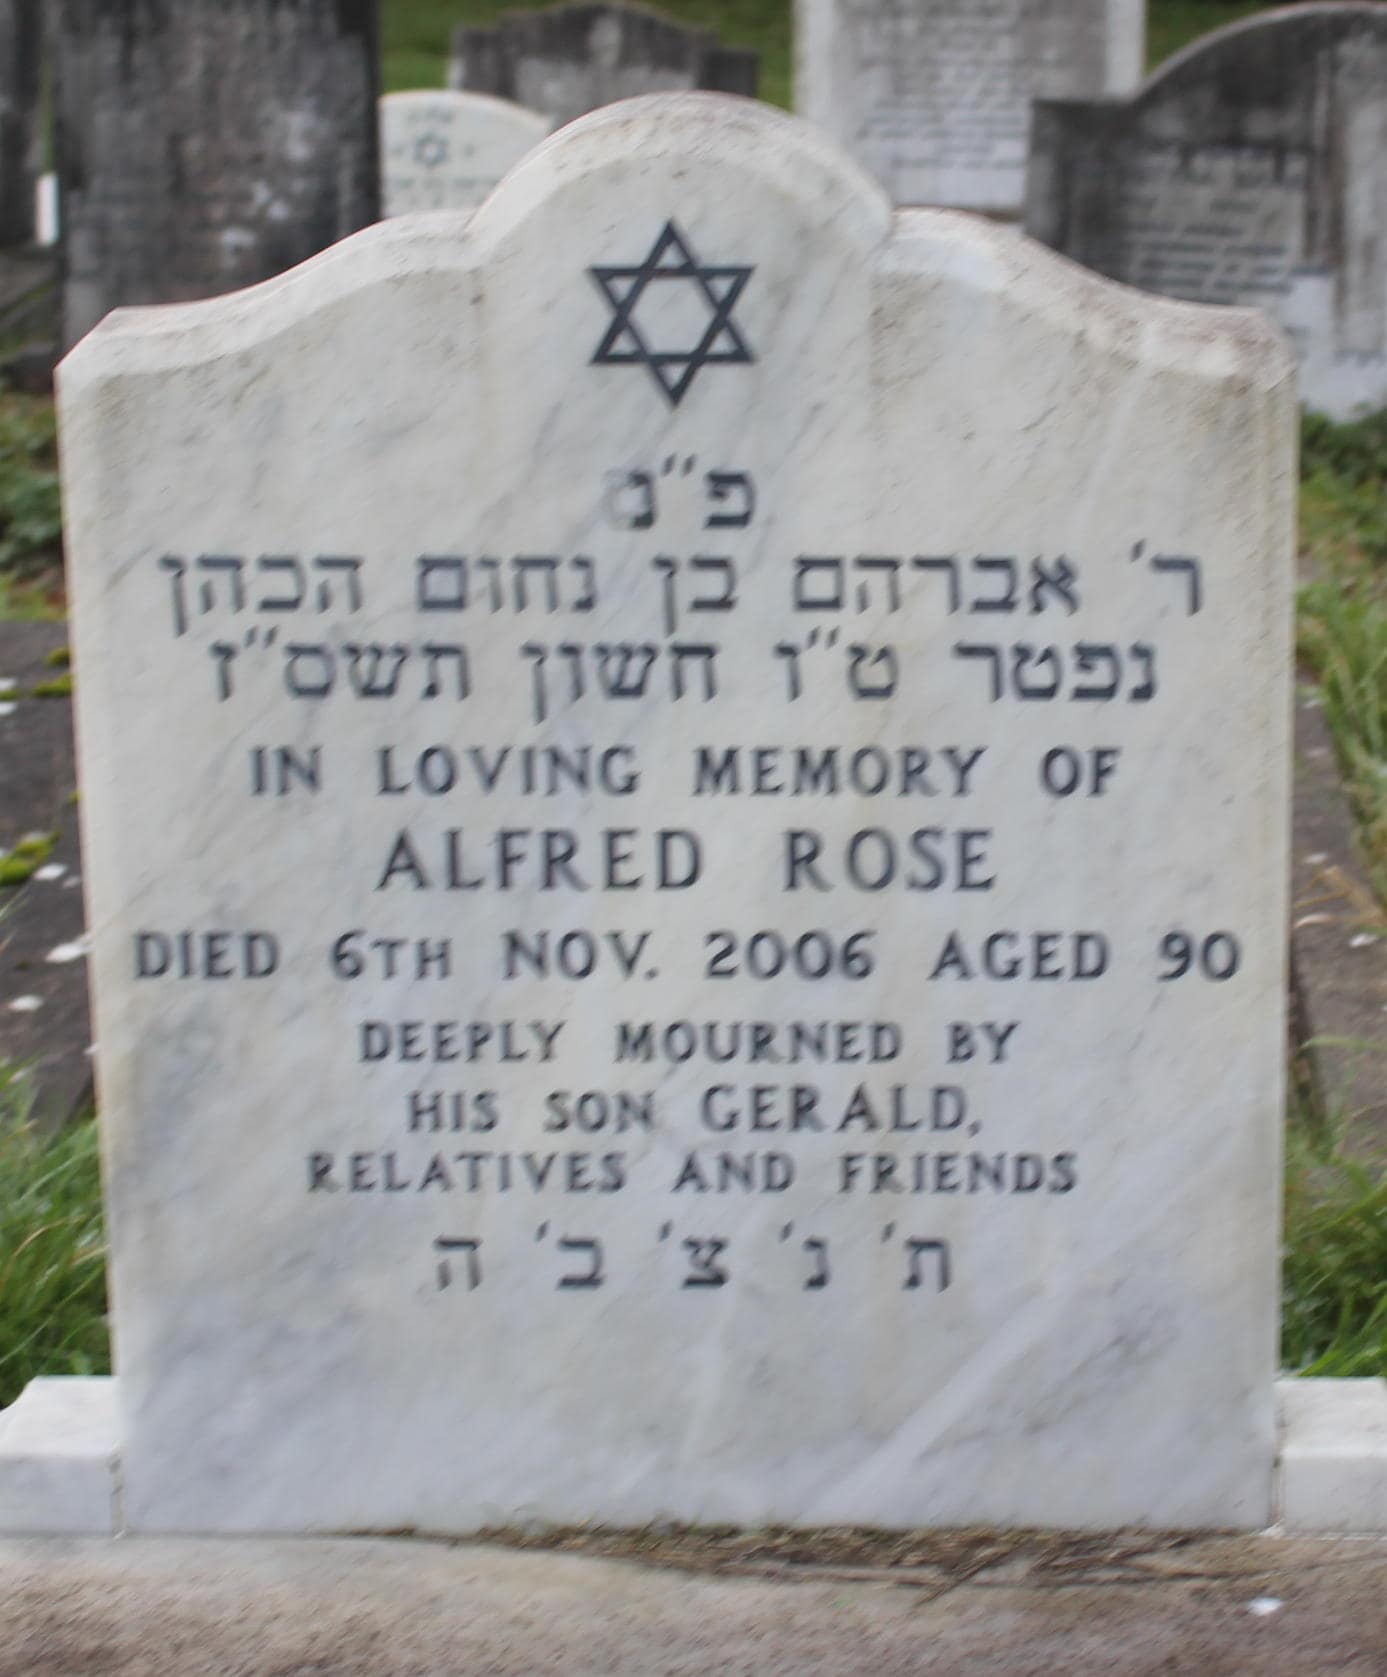 פ"נ
ר' אברהם בן נחום הכהן
נפטר ט"ו חשון תשס"ז
IN LOVING MEMORY OF
ALFRED ROSE
DIED 6TH NOV. 2006 AGED 90
DEEPLY MOURNED BY
HIS SON GERALD,
RELATIVES AND FRIENDS
ת' נ' צ' ב' ה